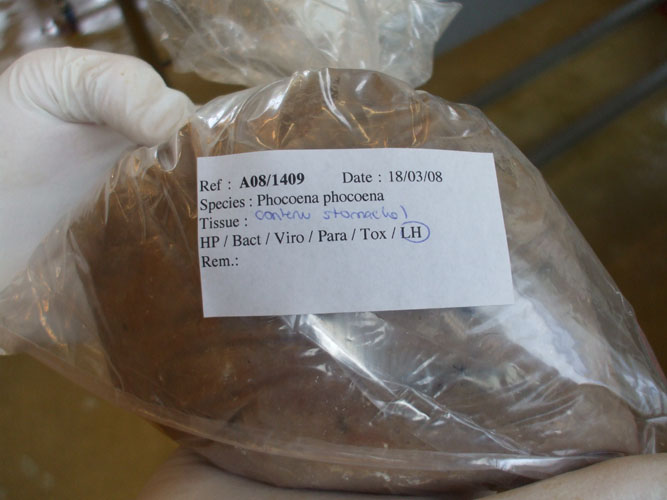 Ref : A08/1409 Date : 18/03/08
Species : Phocoena phocoena
Tissue : contenu stomachal
HP / Bact / Viro / Para / Tox / LH
Rem.: